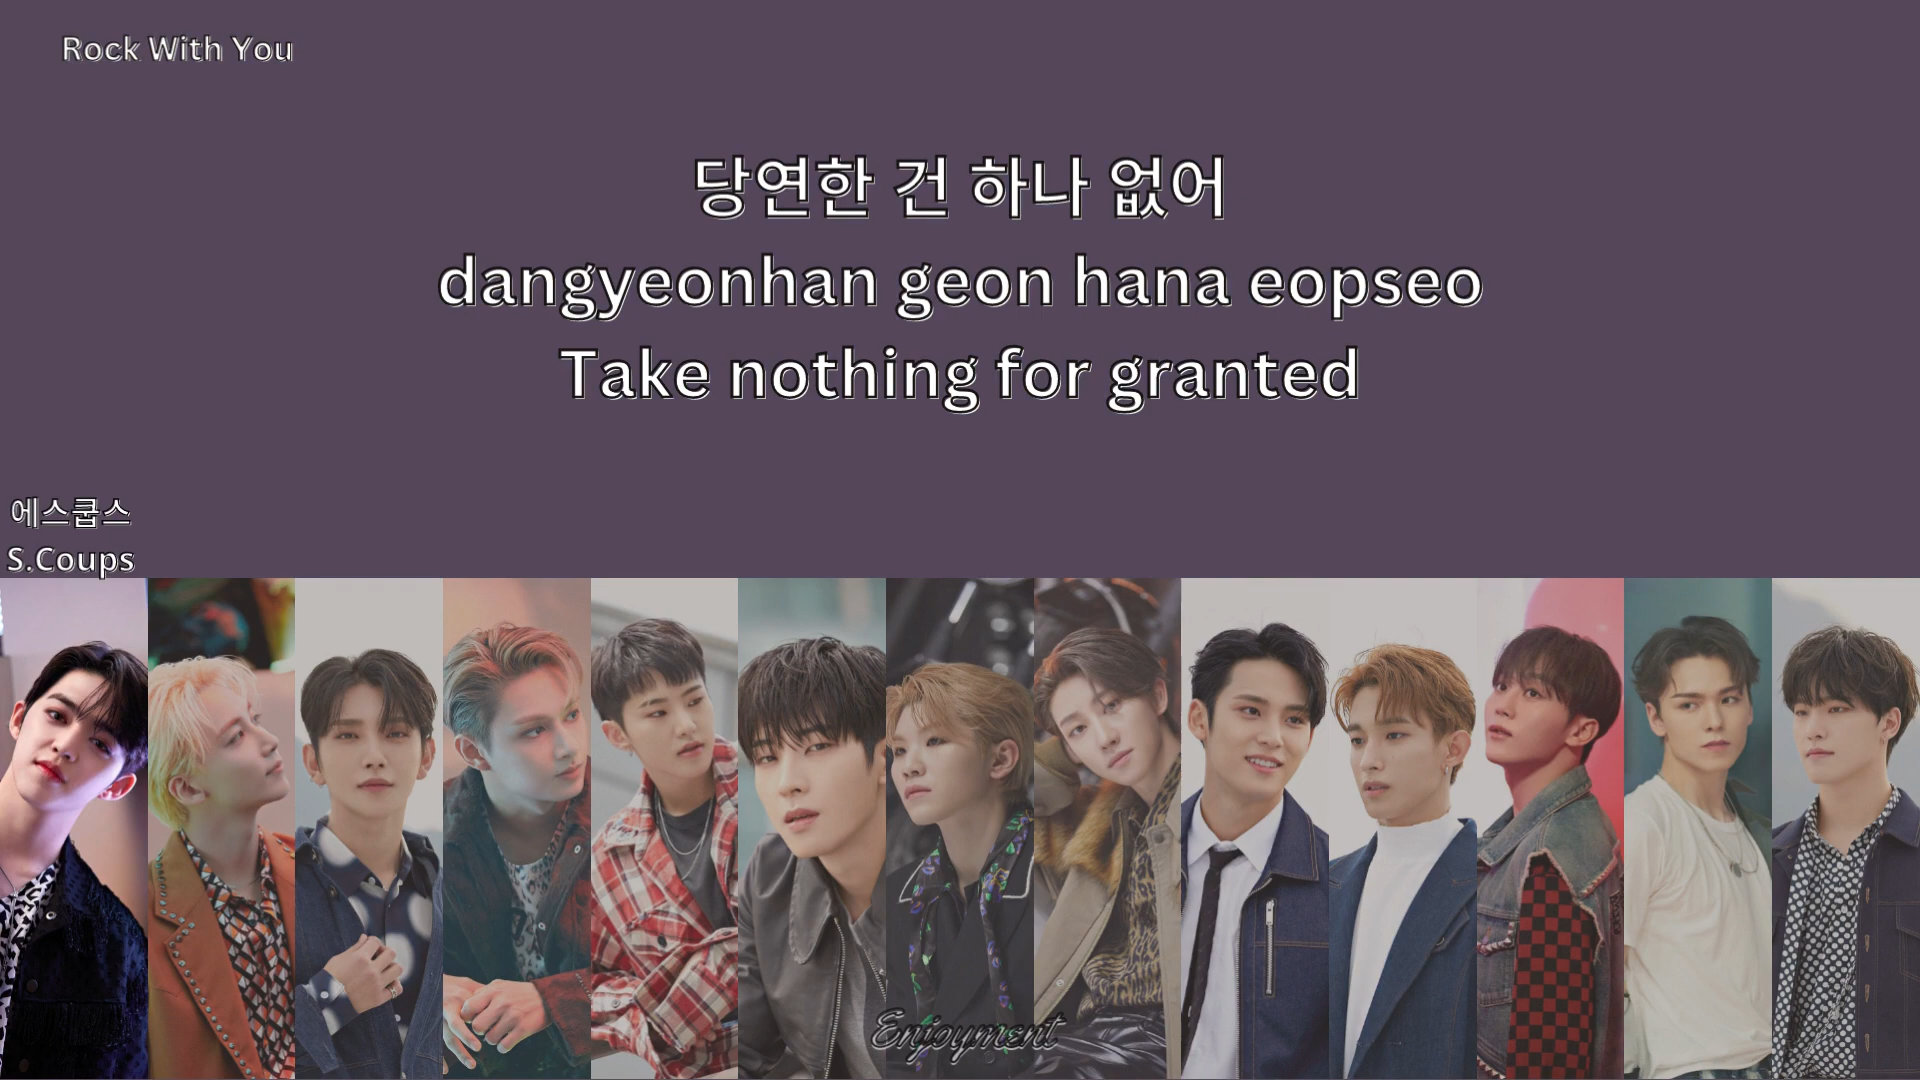 Rock With You
당연한 건 하나 없어
dangyeonhan geon hana eopseo
Take nothing for granted
에스쿱스
S.Coups
Enjoyment